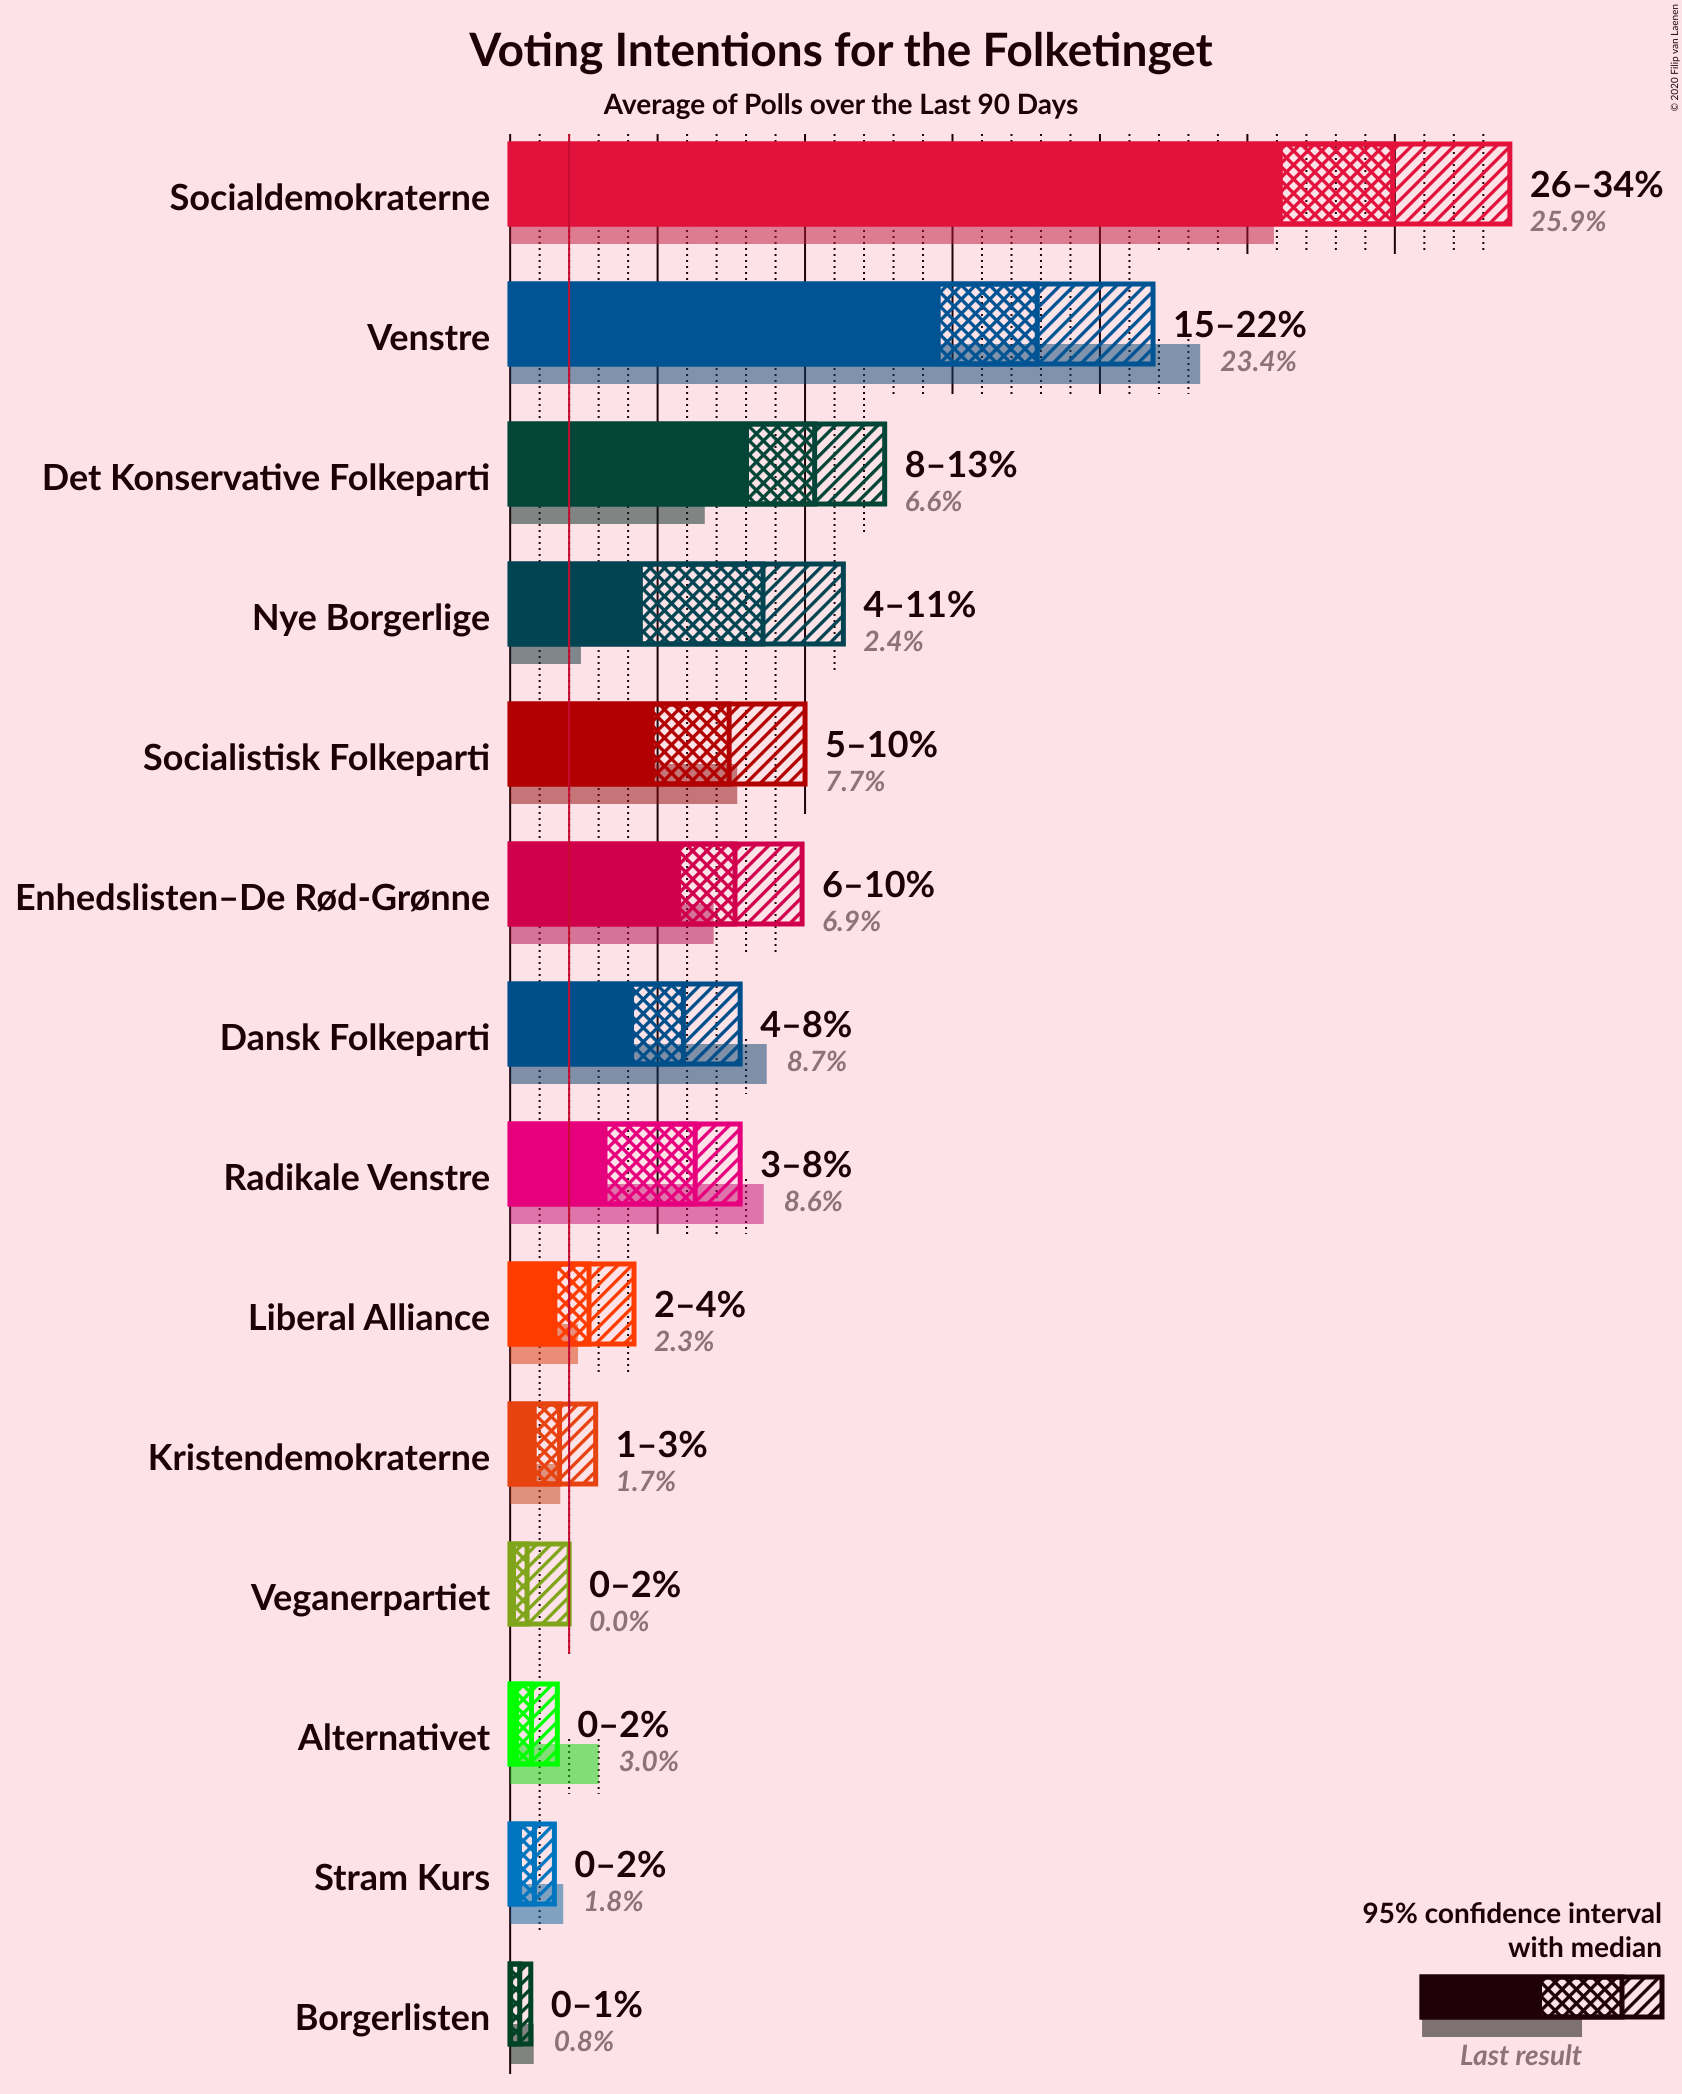 Voting Intentions for the Folketinget
Average of Polls over the Last 90 Days
© 2020 Filip van Laenen
Socialdemokraterne
26–34%
25.9%
Venstre
15–22%
23.4%
Det Konservative Folkeparti
8–13%
6.6%
Nye Borgerlige
4–11%
2.4%
Socialistisk Folkeparti
5–10%
7.7%
Enhedslisten–De Rød-Grønne
6–10%
6.9%
Dansk Folkeparti
4–8%
8.7%
Radikale Venstre
3–8%
8.6%
Liberal Alliance
2–4%
2.3%
Kristendemokraterne
1–3%
1.7%
Veganerpartiet
0–2%
0.0%
Alternativet
0–2%
3.0%
Stram Kurs
0–2%
1.8%
Borgerlisten
0–1%
0.8%
95% confidence interval
with median
Last result